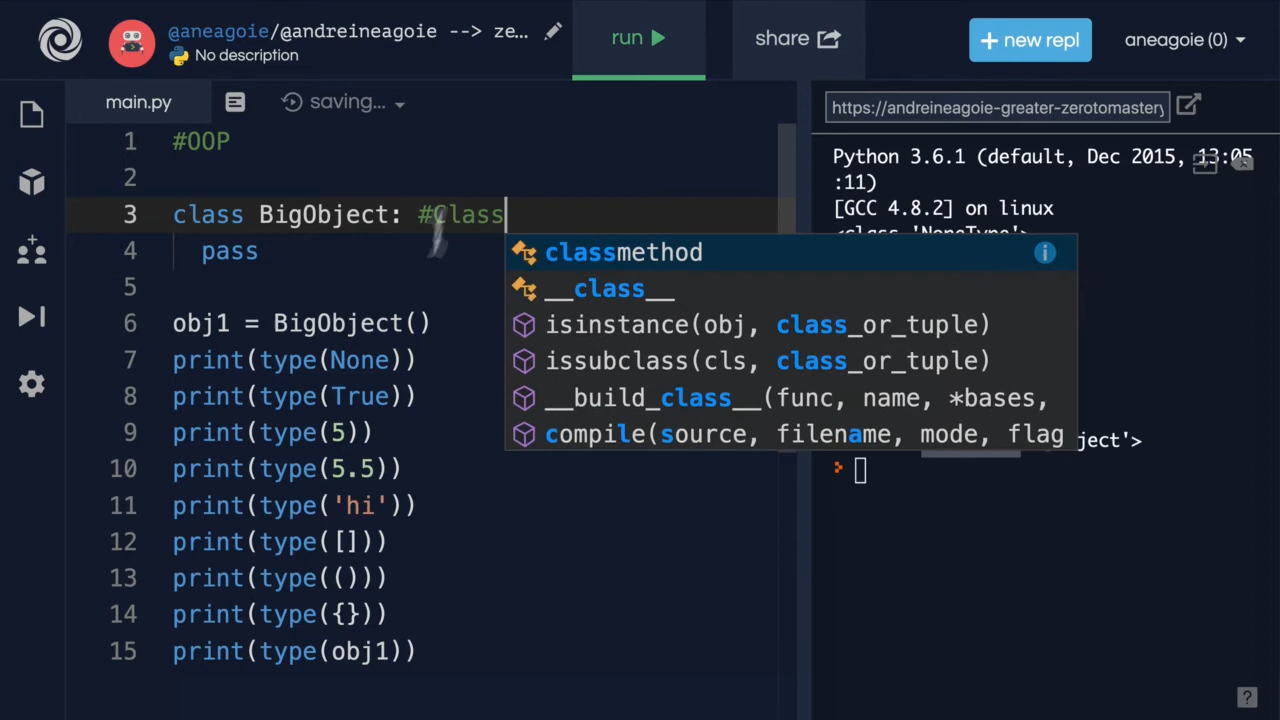 @aneagoie/@andreineagoie --> ze...
No description
run
share
+ new repl
aneagoie (0)
main.py
saving...
https://andreineagoie-greater-zerotomastery
1 #OOP
2
3 class BigObject: #Class
4 pass
5
6 obj1 = BigObject()
7 print(type(None))
8 print(type(True))
9 print(type(5))
10 print(type(5.5))
11 print(type('hi'))
12 print(type([]))
13 print(type(()))
14 print(type({}))
15 print(type(obj1))
classmethod
__class__
isinstance(obj, class_or_tuple)
issubclass(cls, class_or_tuple)
__build_class__(func, name, *bases,
compile(source, filename, mode, flag
Python 3.6.1 (default, Dec 2015, 13:05
:11)
[GCC 4.8.2] on linux
<class 'NoneType'>
ject'>